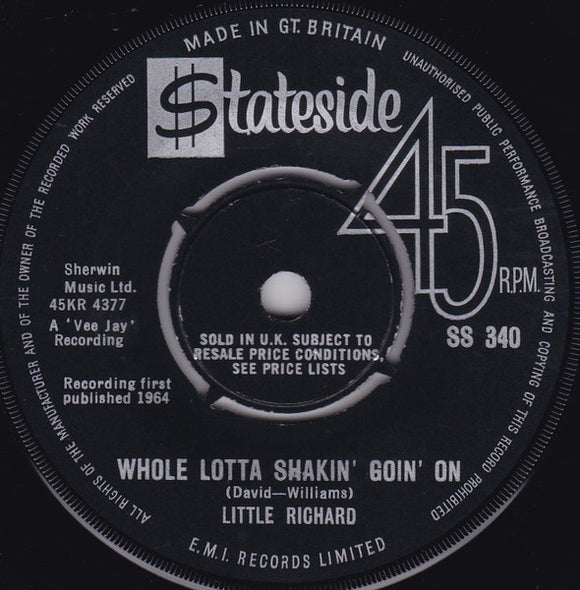 MADE IN GT. BRITAIN
$tateside
45
R.P.M.
SS 340
Sherwin
Music Ltd.
45KR 4377
A 'Vee Jay'
Recording
Recording first
published 1964
SOLD IN U.K. SUBJECT TO
RESALE PRICE CONDITIONS,
SEE PRICE LISTS
WHOLE LOTTA SHAKIN' GOIN' ON
(David—Williams)
LITTLE RICHARD
E.M.I. RECORDS LIMITED
ALL RIGHTS OF THE MANUFACTURER AND OF THE OWNER OF THE RECORDED WORK RESERVED
UNAUTHORISED PUBLIC PERFORMANCE BROADCASTING AND COPYING OF THIS RECORD PROHIBITED